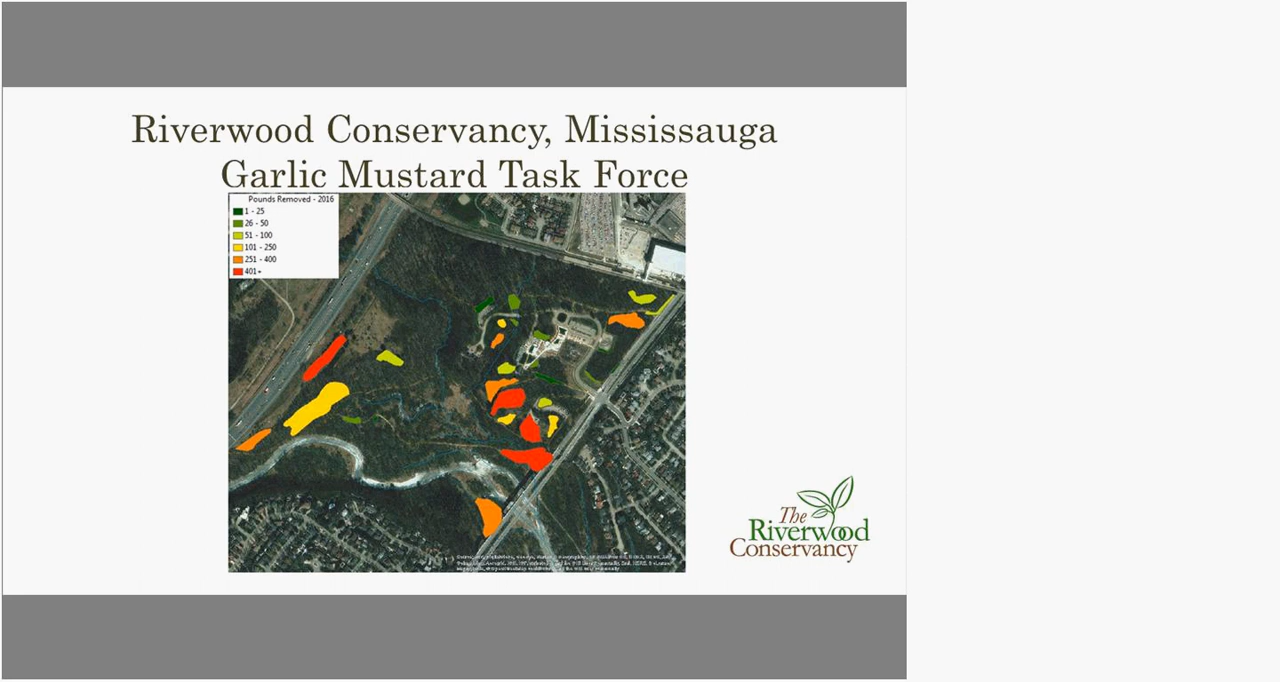 Riverwood Conservancy, Mississauga
Garlic Mustard Task Force
Pounds Removed - 2016
1 - 25
26 - 50
51 - 100
101 - 250
251 - 400
401+
The
Riverwood
Conservancy